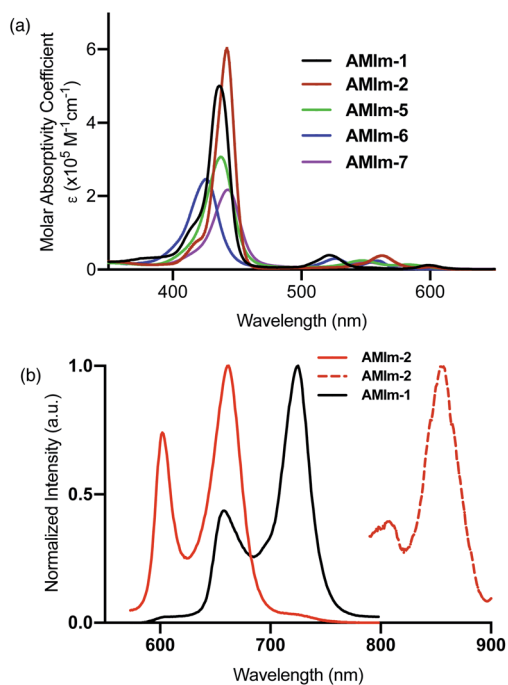 (a)
Molar Absorptivity Coefficient
ε (x10⁵ M⁻¹cm⁻¹)
6
4
2
0
AMIm-1
AMIm-2
AMIm-5
AMIm-6
AMIm-7
400 500 600
Wavelength (nm)
(b)
Normalized Intensity (a.u.)
1.0
0.5
0.0
AMIm-2
AMIm-2
AMIm-1
600 700 800 900
Wavelength (nm)